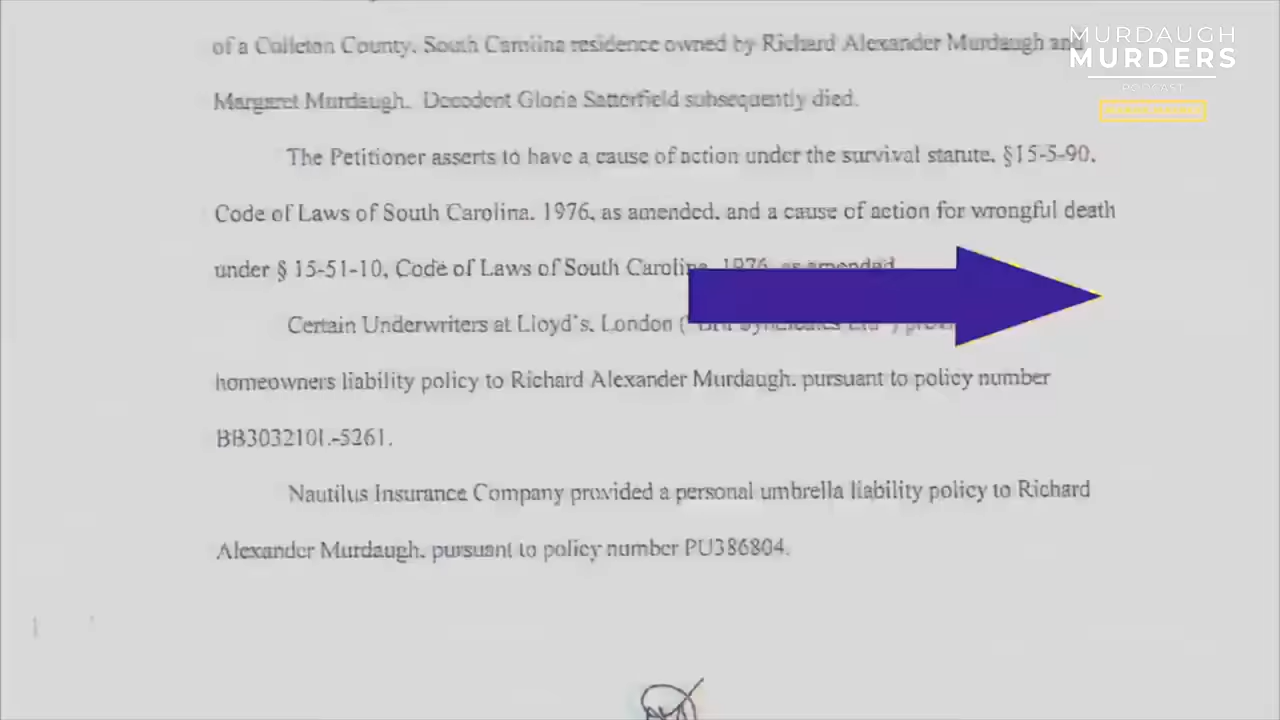 of a Colleton County, South Carolina residence owned by Richard Alexander Murdaugh and
Margaret Murdaugh. Decedent Gloria Satterfield subsequently died.
The Petitioner asserts to have a cause of action under the survival statute, §15-5-90,
Code of Laws of South Carolina, 1976, as amended, and a cause of action for wrongful death
under § 15-51-10, Code of Laws of South Carolina, 1976, as amended
Certain Underwriters at Lloyd's, London (
homeowners liability policy to Richard Alexander Murdaugh, pursuant to policy number
Nautilus Insurance Company provided a personal umbrella liability policy to Richard
Alexander Murdaugh, pursuant to policy number PU386804.
MURDAUGH
MURDERS
PODCAST